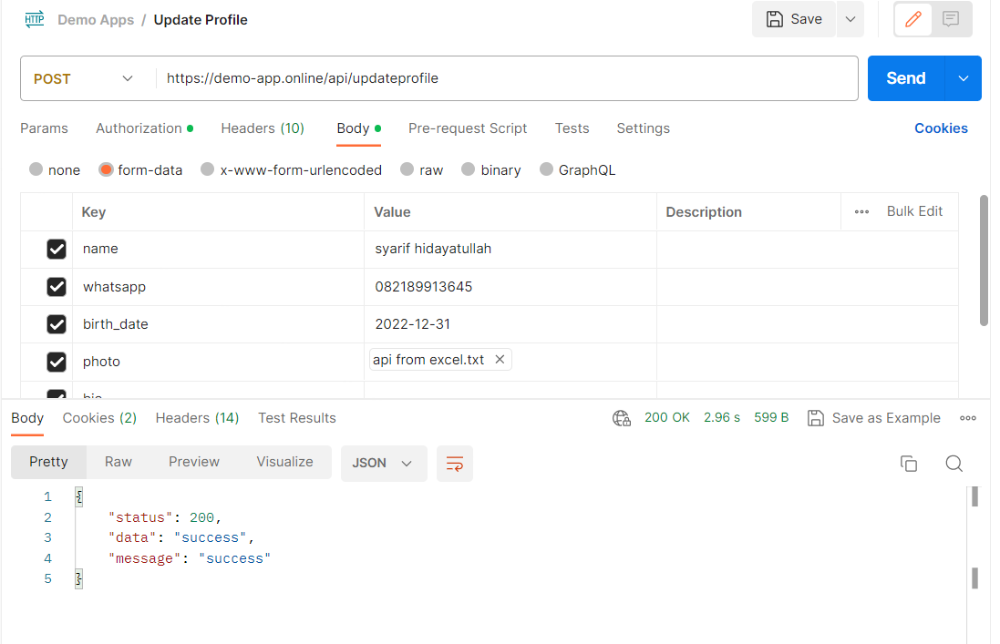 HTTP Demo Apps / Update Profile Save
POST https://demo-app.online/api/updateprofile Send
Params Authorization Headers (10) Body Pre-request Script Tests Settings Cookies
none form-data x-www-form-urlencoded raw binary GraphQL
Key Value Description Bulk Edit
name syarif hidayatullah
whatsapp 082189913645
birth_date 2022-12-31
photo api from excel.txt
Body Cookies (2) Headers (14) Test Results 200 OK 2.96 s 599 B Save as Example
Pretty Raw Preview Visualize JSON
1 {
2 "status": 200,
3 "data": "success",
4 "message": "success"
5 }